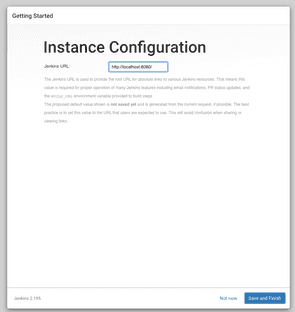 Getting Started
Instance Configuration
Jenkins URL:
http://localhost:8080/
The Jenkins URL is used to provide the root URL for absolute links to various Jenkins resources. That means this
value is required for proper operation of many Jenkins features including email notifications, PR status updates, and
the BUILD_URL environment variable provided to build steps.
The proposed default value shown is not saved yet and is generated from the current request, if possible. The best
practice is to set this value to the URL that users are expected to use. This will avoid confusion when sharing or
viewing links.
Jenkins 2.195
Not now
Save and Finish